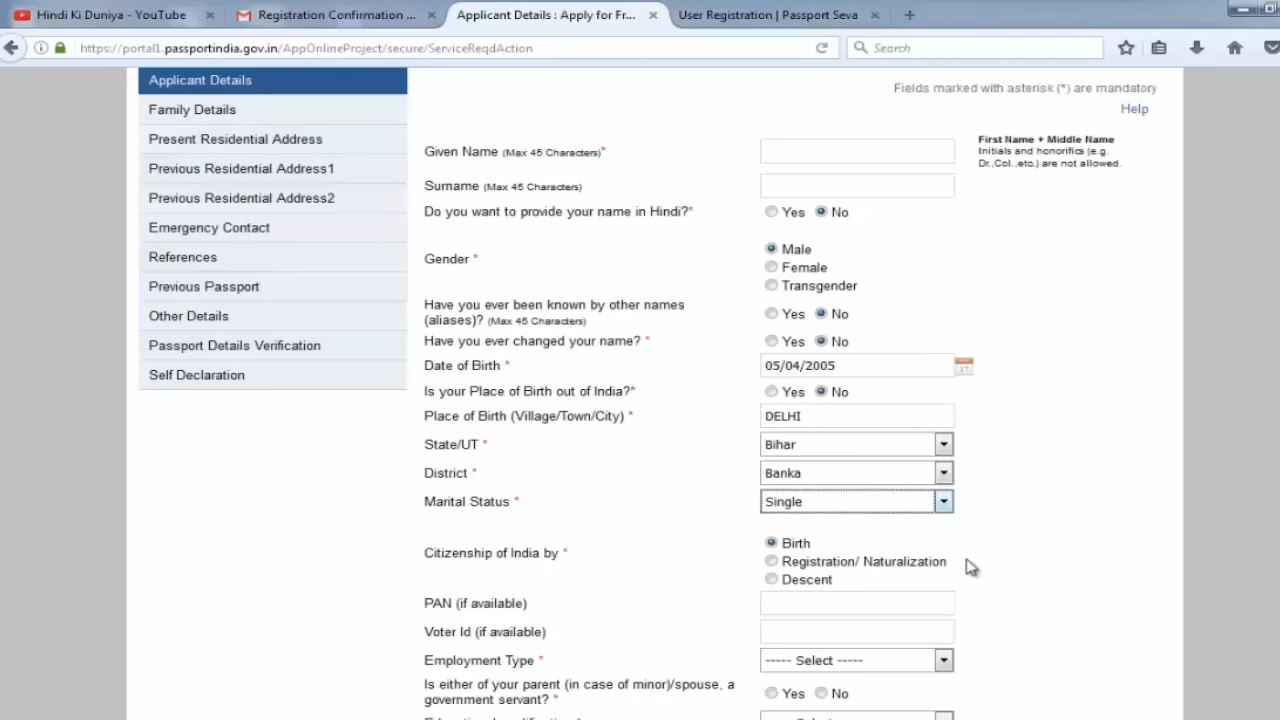 Hindi Ki Duniya - YouTube
Registration Confirmation ...
Applicant Details : Apply for Fr...
User Registration | Passport Seva
https://portal1.passportindia.gov.in/AppOnlineProject/secure/ServiceReqdAction
Search
Applicant Details
Family Details
Present Residential Address
Previous Residential Address1
Previous Residential Address2
Emergency Contact
References
Previous Passport
Other Details
Passport Details Verification
Self Declaration
Fields marked with asterisk (*) are mandatory
Help
Given Name (Max 45 Characters)*
First Name + Middle Name
Initials and honorifics (e.g.
Dr.,Col.,etc.) are not allowed.
Surname (Max 45 Characters)
Do you want to provide your name in Hindi?* Yes No
Gender *
Male
Female
Transgender
Have you ever been known by other names
(aliases)? (Max 45 Characters)
Yes No
Have you ever changed your name? * Yes No
Date of Birth * 05/04/2005
17
Is your Place of Birth out of India?* Yes No
Place of Birth (Village/Town/City) * DELHI
State/UT * Bihar
District * Banka
Marital Status * Single
Citizenship of India by *
Birth
Registration/ Naturalization
Descent
PAN (if available)
Voter Id (if available)
Employment Type * ----- Select -----
Is either of your parent (in case of minor)/spouse, a
government servant? *
Yes No